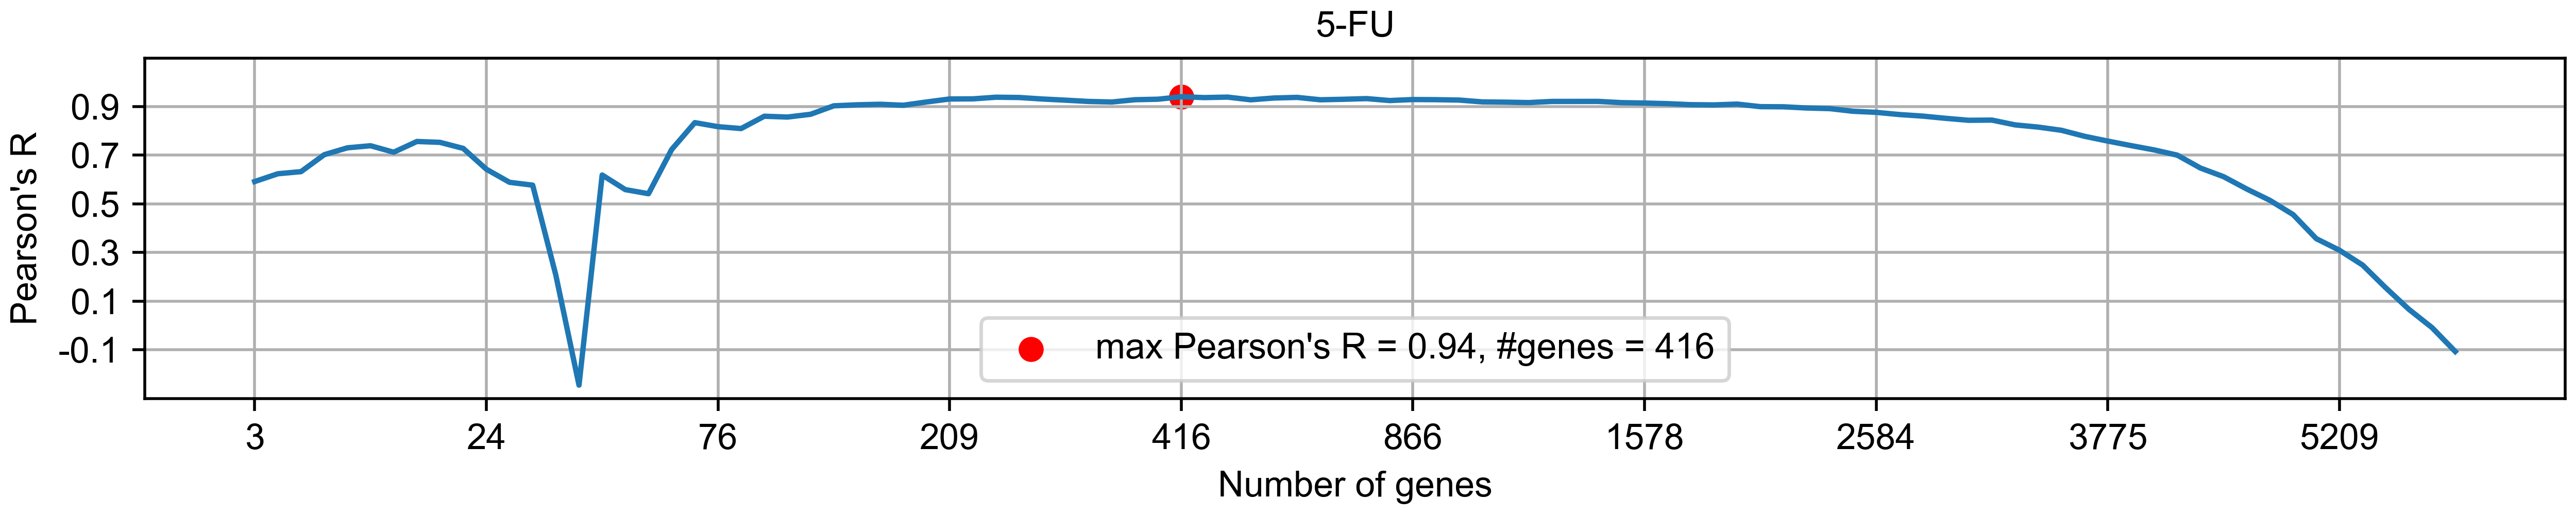 5-FU
Pearson's R
0.9
0.7
0.5
0.3
0.1
-0.1
max Pearson's R = 0.94, #genes = 416
3 24 76 209 416 866 1578 2584 3775 5209
Number of genes